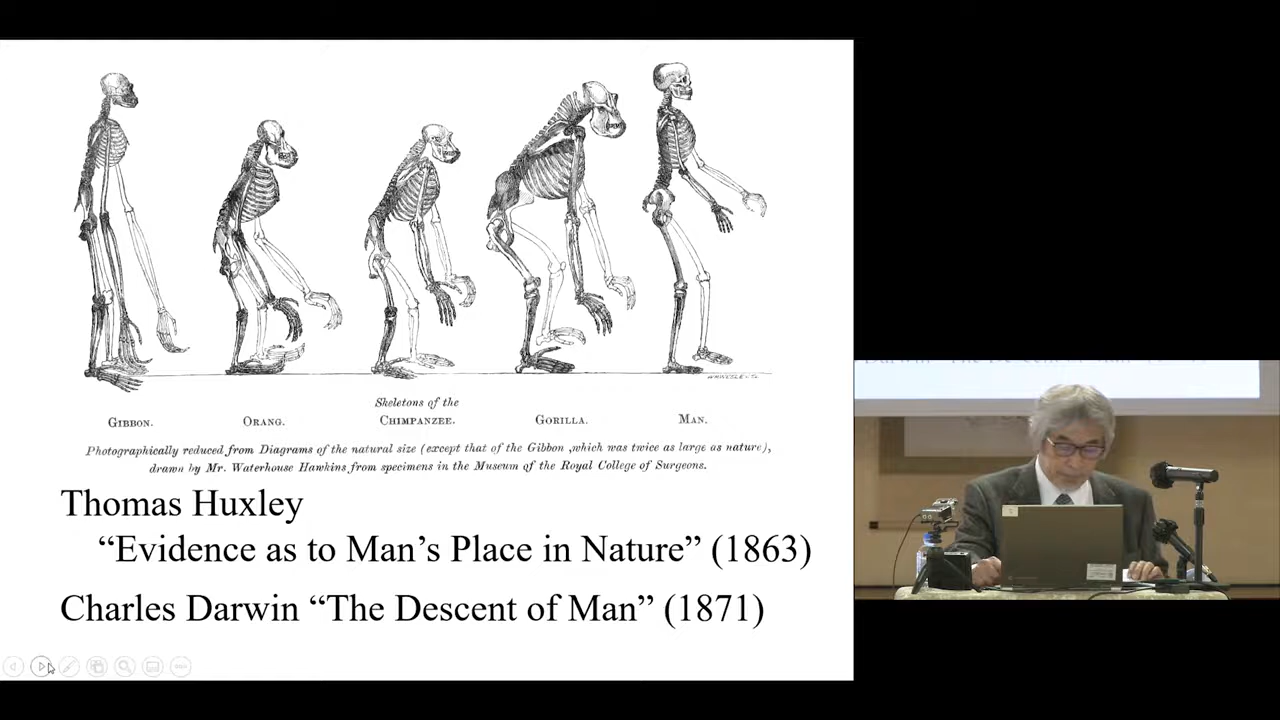 GIBBON.
ORANG.
Skeletons of the
CHIMPANZEE.
GORILLA.
MAN.
Photographically reduced from Diagrams of the natural size (except that of the Gibbon ,which was twice as large as nature),
drawn by Mr. Waterhouse Hawkins from specimens in the Museum of the Royal College of Surgeons.
Thomas Huxley
“Evidence as to Man’s Place in Nature” (1863)
Charles Darwin “The Descent of Man” (1871)